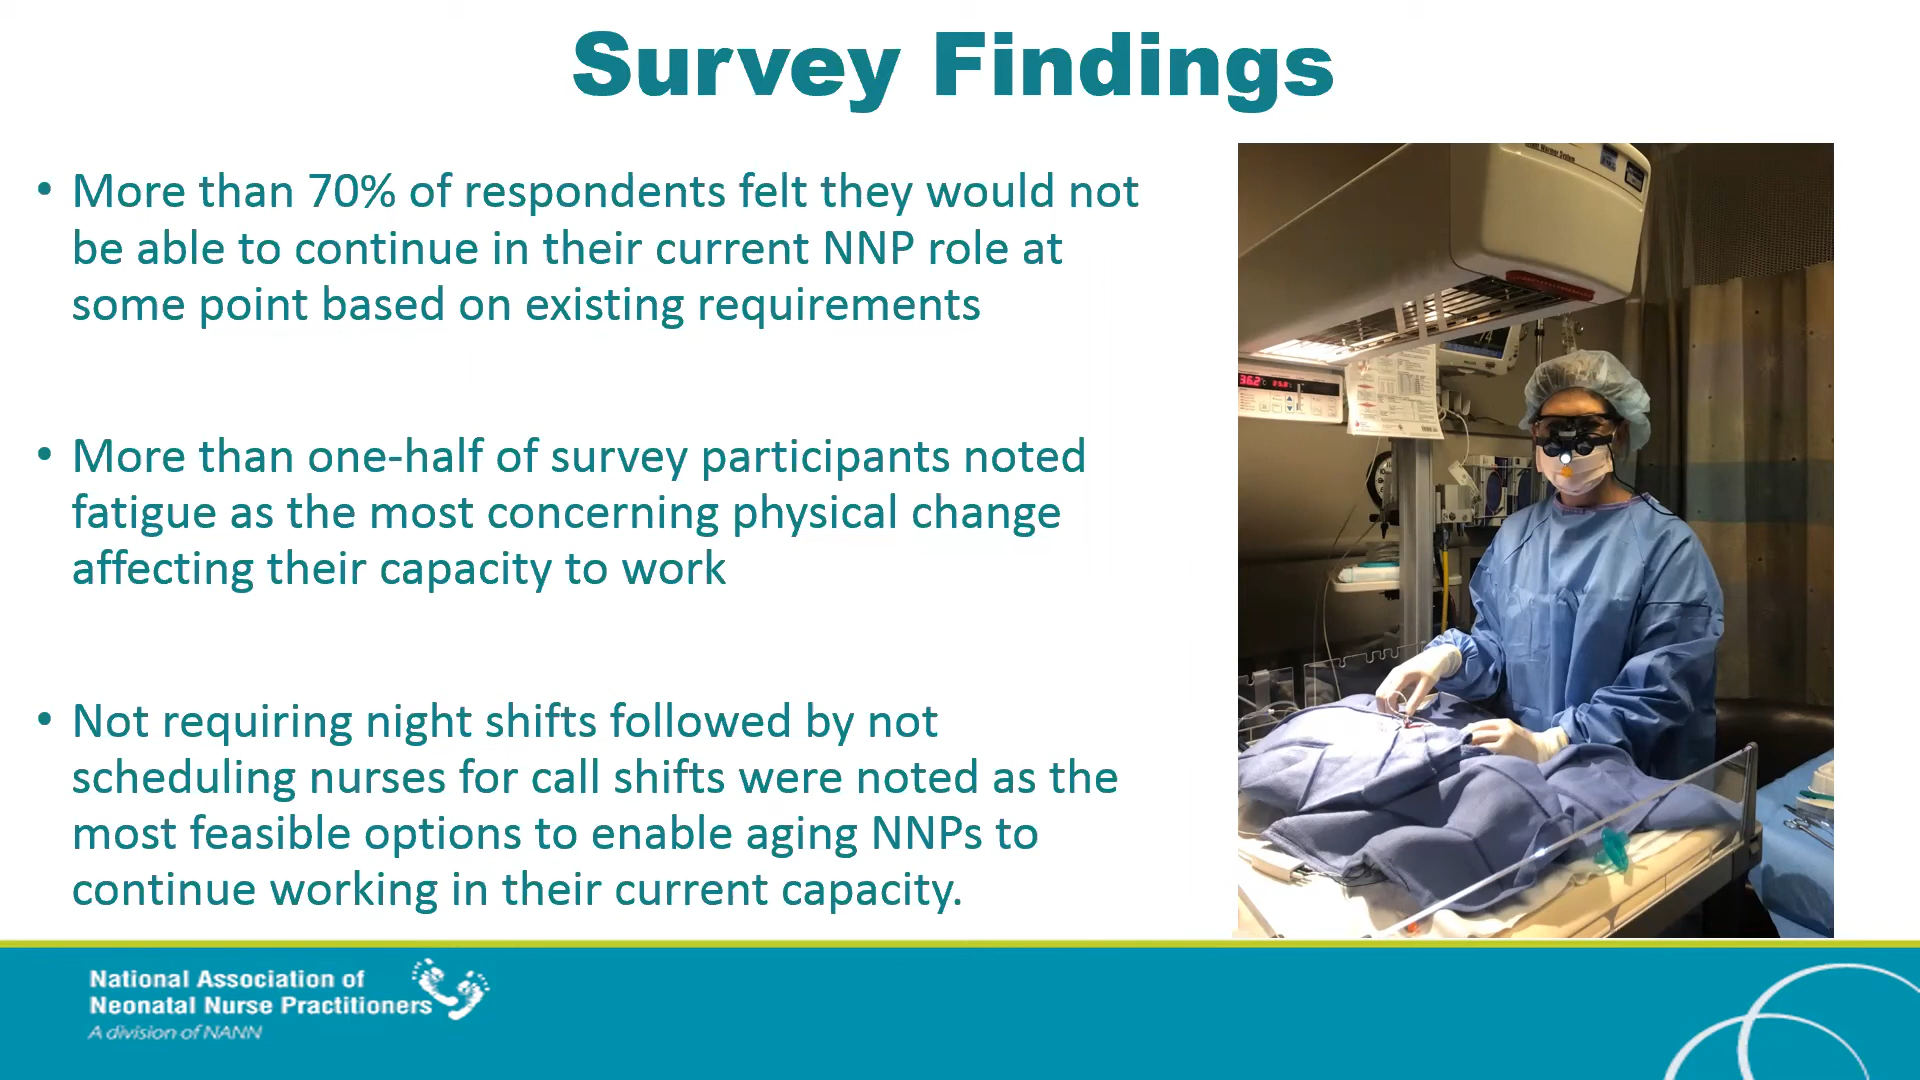 Survey Findings
• More than 70% of respondents felt they would not
be able to continue in their current NNP role at
some point based on existing requirements
• More than one-half of survey participants noted
fatigue as the most concerning physical change
affecting their capacity to work
• Not requiring night shifts followed by not
scheduling nurses for call shifts were noted as the
most feasible options to enable aging NNPs to
continue working in their current capacity.
Warmer System
36.2
National Association of
Neonatal Nurse Practitioners
A division of NANN